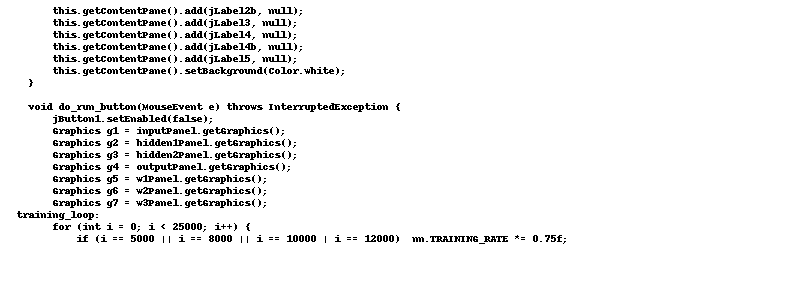 this.getContentPane().add(jLabel2b, null);
this.getContentPane().add(jLabel3, null);
this.getContentPane().add(jLabel4, null);
this.getContentPane().add(jLabel4b, null);
this.getContentPane().add(jLabel5, null);
this.getContentPane().setBackground(Color.white);
}
void do_run_button(MouseEvent e) throws InterruptedException {
jButton1.setEnabled(false);
Graphics g1 = inputPanel.getGraphics();
Graphics g2 = hidden1Panel.getGraphics();
Graphics g3 = hidden2Panel.getGraphics();
Graphics g4 = outputPanel.getGraphics();
Graphics g5 = w1Panel.getGraphics();
Graphics g6 = w2Panel.getGraphics();
Graphics g7 = w3Panel.getGraphics();
training_loop:
for (int i = 0; i < 25000; i++) {
if (i == 5000 || i == 8000 || i == 10000 | i == 12000) nn.TRAINING_RATE *= 0.75f;